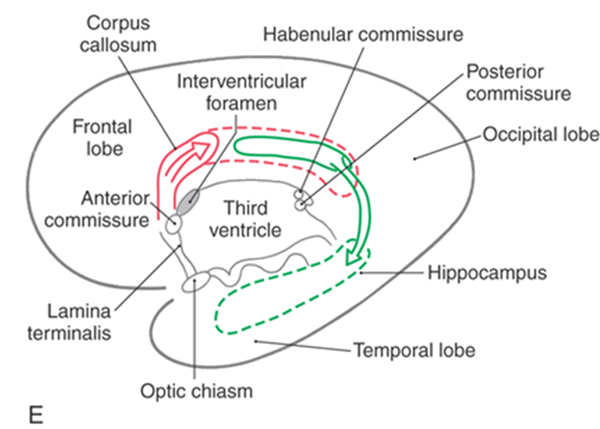 Corpus
callosum
Habenular commissure
Interventricular
foramen
Posterior
commissure
Frontal
lobe
Occipital lobe
Anterior
commissure
Third
ventricle
Hippocampus
Lamina
terminalis
Temporal lobe
Optic chiasm
E